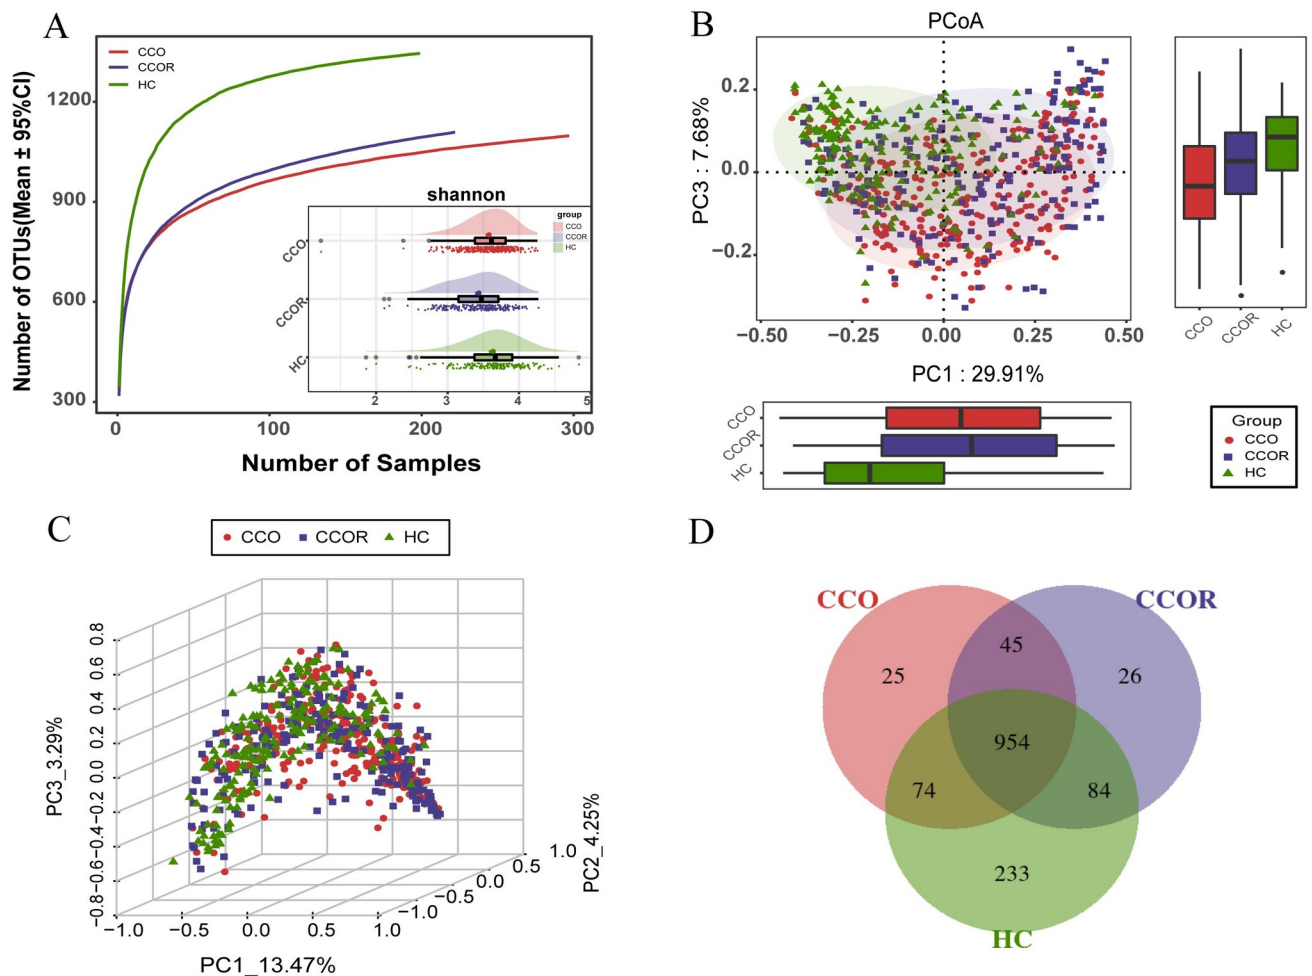 A
CCO
CCOR
HC
Number of OTUs(Mean ± 95%CI)
1200
900
600
300
0
100
200
300
Number of Samples
shannon
group
CCO
CCOR
HC
CCO
CCOR
HC
2
3
4
5
B
PCoA
PC3 : 7.68%
0.2
0.0
−0.2
−0.50
−0.25
0.00
0.25
0.50
PC1 : 29.91%
CCO
CCOR
HC
CCO
CCOR
HC
Group
CCO
CCOR
HC
C
CCO CCOR HC
PC3_3.29%
0.8
0.6
0.4
0.2
0.0
−0.2
−0.4
−0.6
−0.8
−1.0
−0.5
0.0
0.5
1.0
PC1_13.47%
−1.0
−0.5
0.0
0.5
1.0
PC2_4.25%
D
CCO
CCOR
45
25
26
954
74
84
233
HC